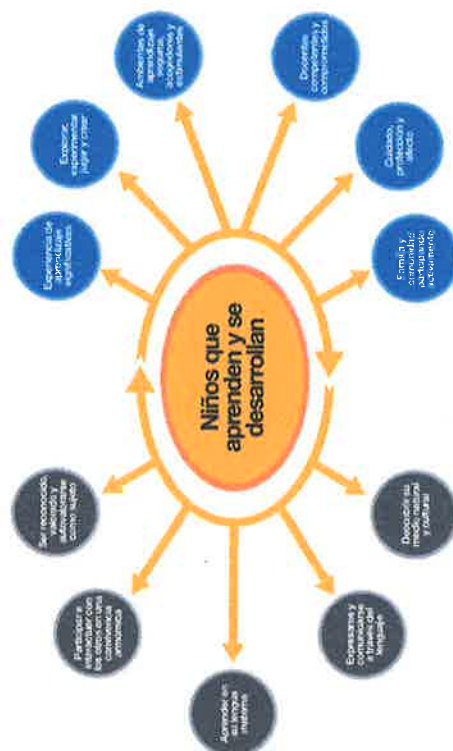 Ambientes de
aprendizaje
seguros,
acogedores y
estimulantes
Docentes
competentes y
comprometidos
Explorar,
experimentar
jugar y crear
Cuidado,
protección y
afecto
Experiencia de
aprendizaje
significativos
Familia y
comunidad
participando
activamente
Niños que
aprenden y se
desarrollan
Ser reconocido,
valorado y
autovalorarse
como sujeto
Descubrir su
medio natural
y cultural
Participar e
interactuar con
los otros en una
convivencia
armónica
Expresarse y
comunicarse
a través del
lenguaje
Aprender en
su lengua
materna